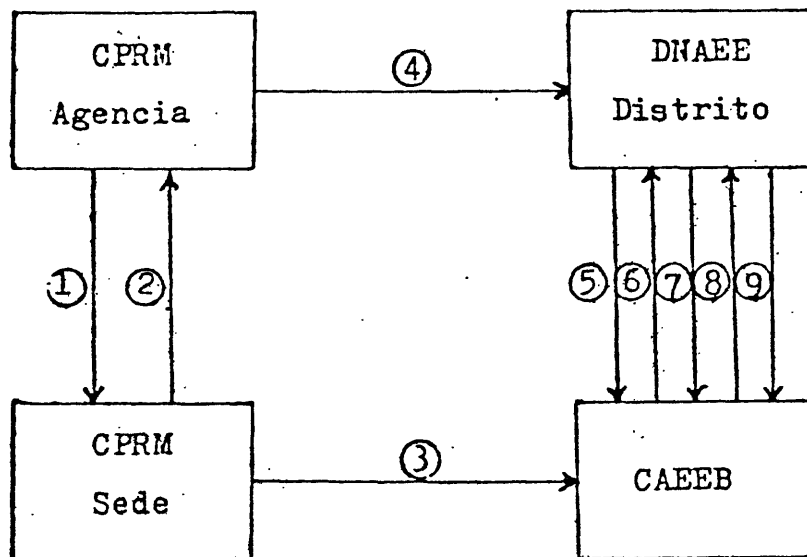 CPRM
Agencia
④
DNAEE
Distrito
① ② ⑤ ⑥ ⑦ ⑧ ⑨
CPRM
Sede
③
CAEEB